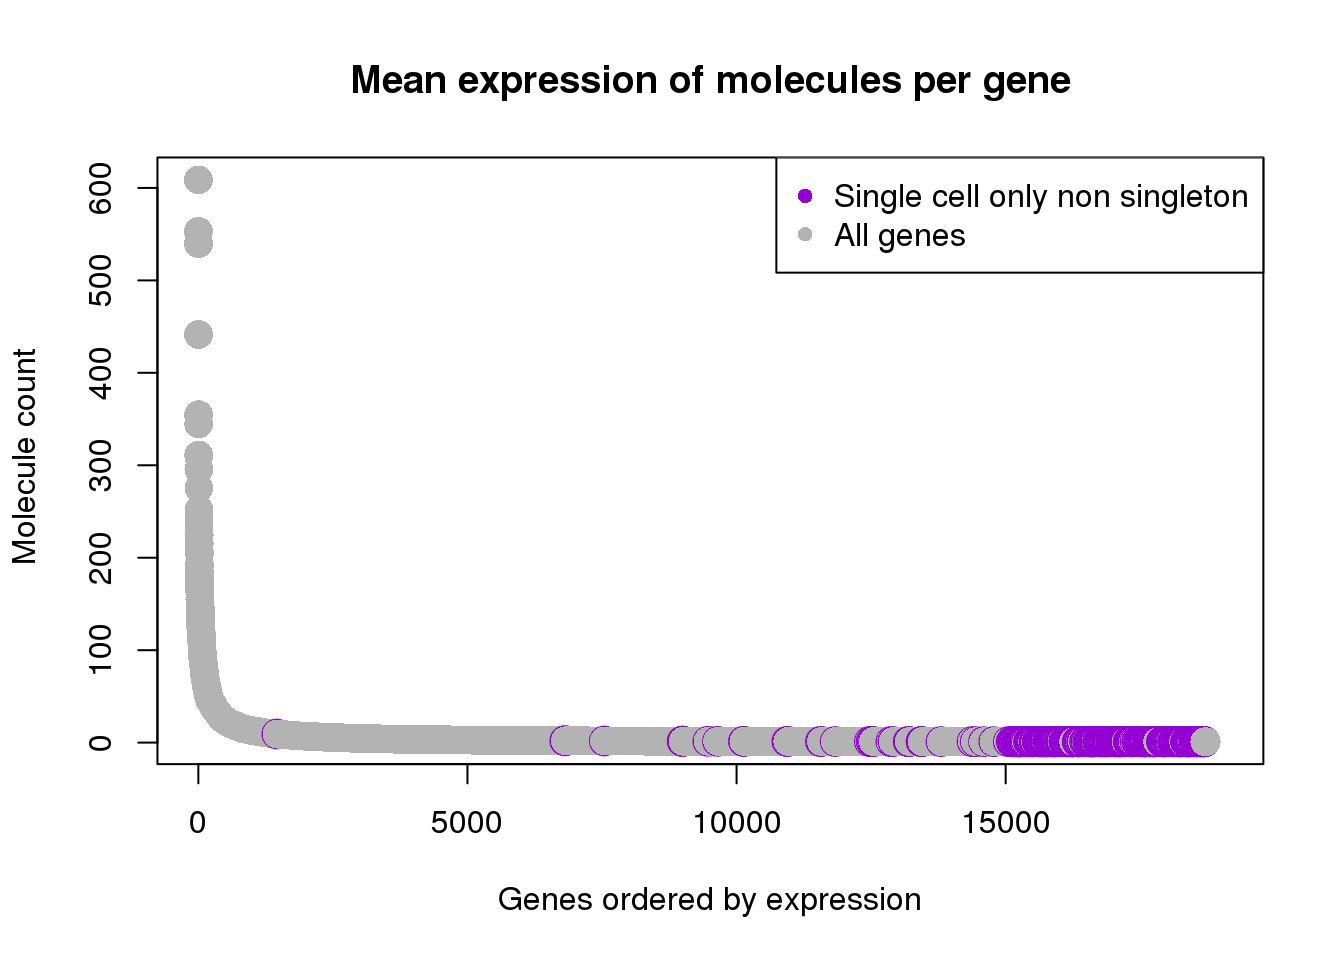 Mean expression of molecules per gene
Single cell only non singleton
All genes
600
500
400
300
200
100
0
Molecule count
0 5000 10000 15000
Genes ordered by expression